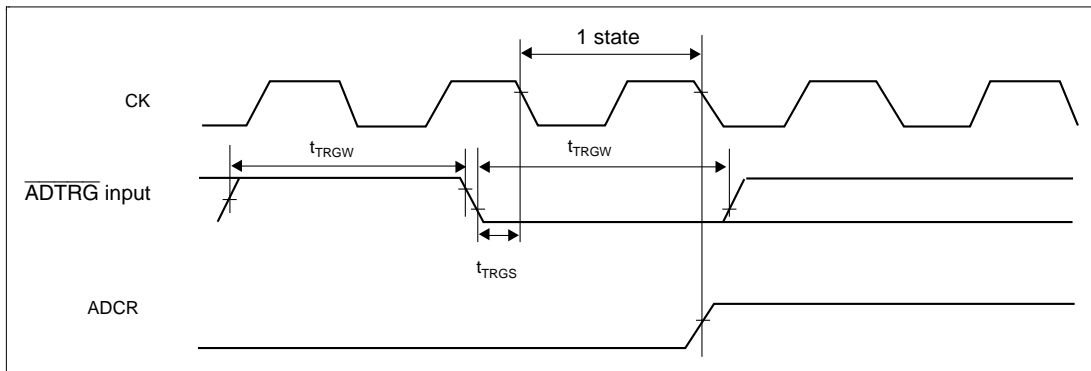 1 state
CK
tTRGW
tTRGW
ADTRG input
tTRGS
ADCR